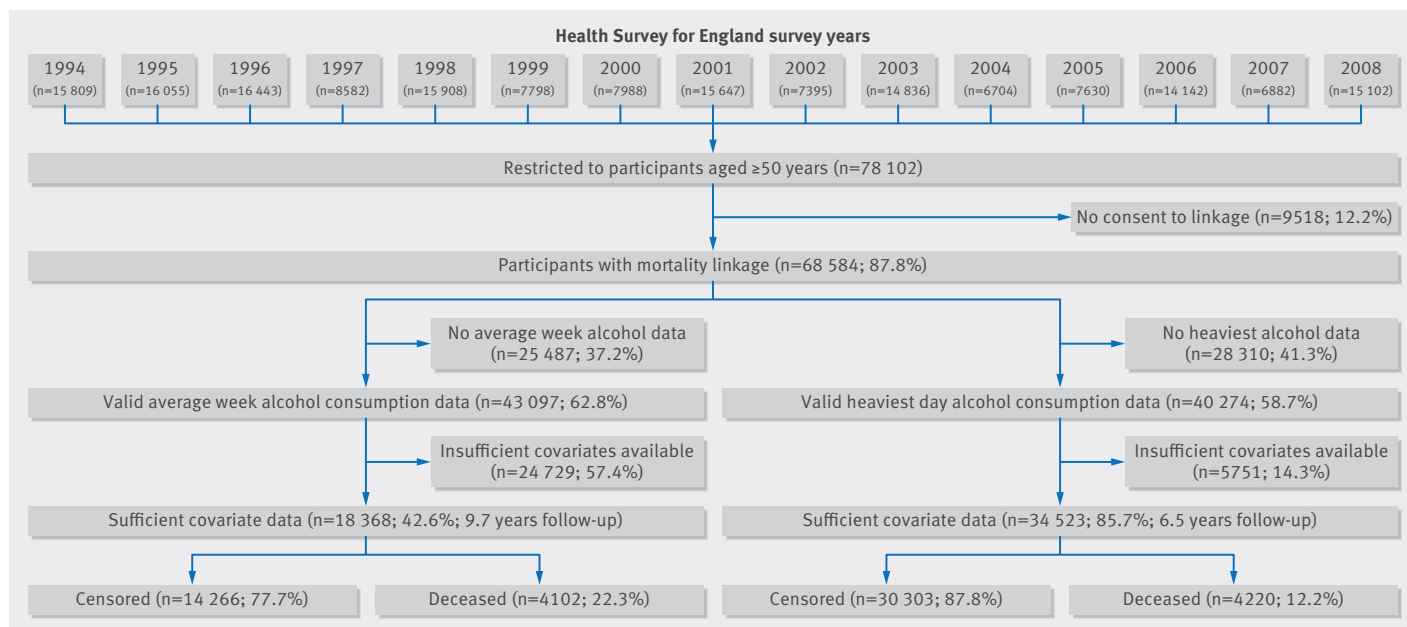 Health Survey for England survey years
1994
(n=15 809)
1995
(n=16 055)
1996
(n=16 443)
1997
(n=8582)
1998
(n=15 908)
1999
(n=7798)
2000
(n=7988)
2001
(n=15 647)
2002
(n=7395)
2003
(n=14 836)
2004
(n=6704)
2005
(n=7630)
2006
(n=14 142)
2007
(n=6882)
2008
(n=15 102)
Restricted to participants aged ≥50 years (n=78 102)
No consent to linkage (n=9518; 12.2%)
Participants with mortality linkage (n=68 584; 87.8%)
No average week alcohol data
(n=25 487; 37.2%)
No heaviest alcohol data
(n=28 310; 41.3%)
Valid average week alcohol consumption data (n=43 097; 62.8%)
Valid heaviest day alcohol consumption data (n=40 274; 58.7%)
Insufficient covariates available
(n=24 729; 57.4%)
Insufficient covariates available
(n=5751; 14.3%)
Sufficient covariate data (n=18 368; 42.6%; 9.7 years follow-up)
Sufficient covariate data (n=34 523; 85.7%; 6.5 years follow-up)
Censored (n=14 266; 77.7%)
Deceased (n=4102; 22.3%)
Censored (n=30 303; 87.8%)
Deceased (n=4220; 12.2%)